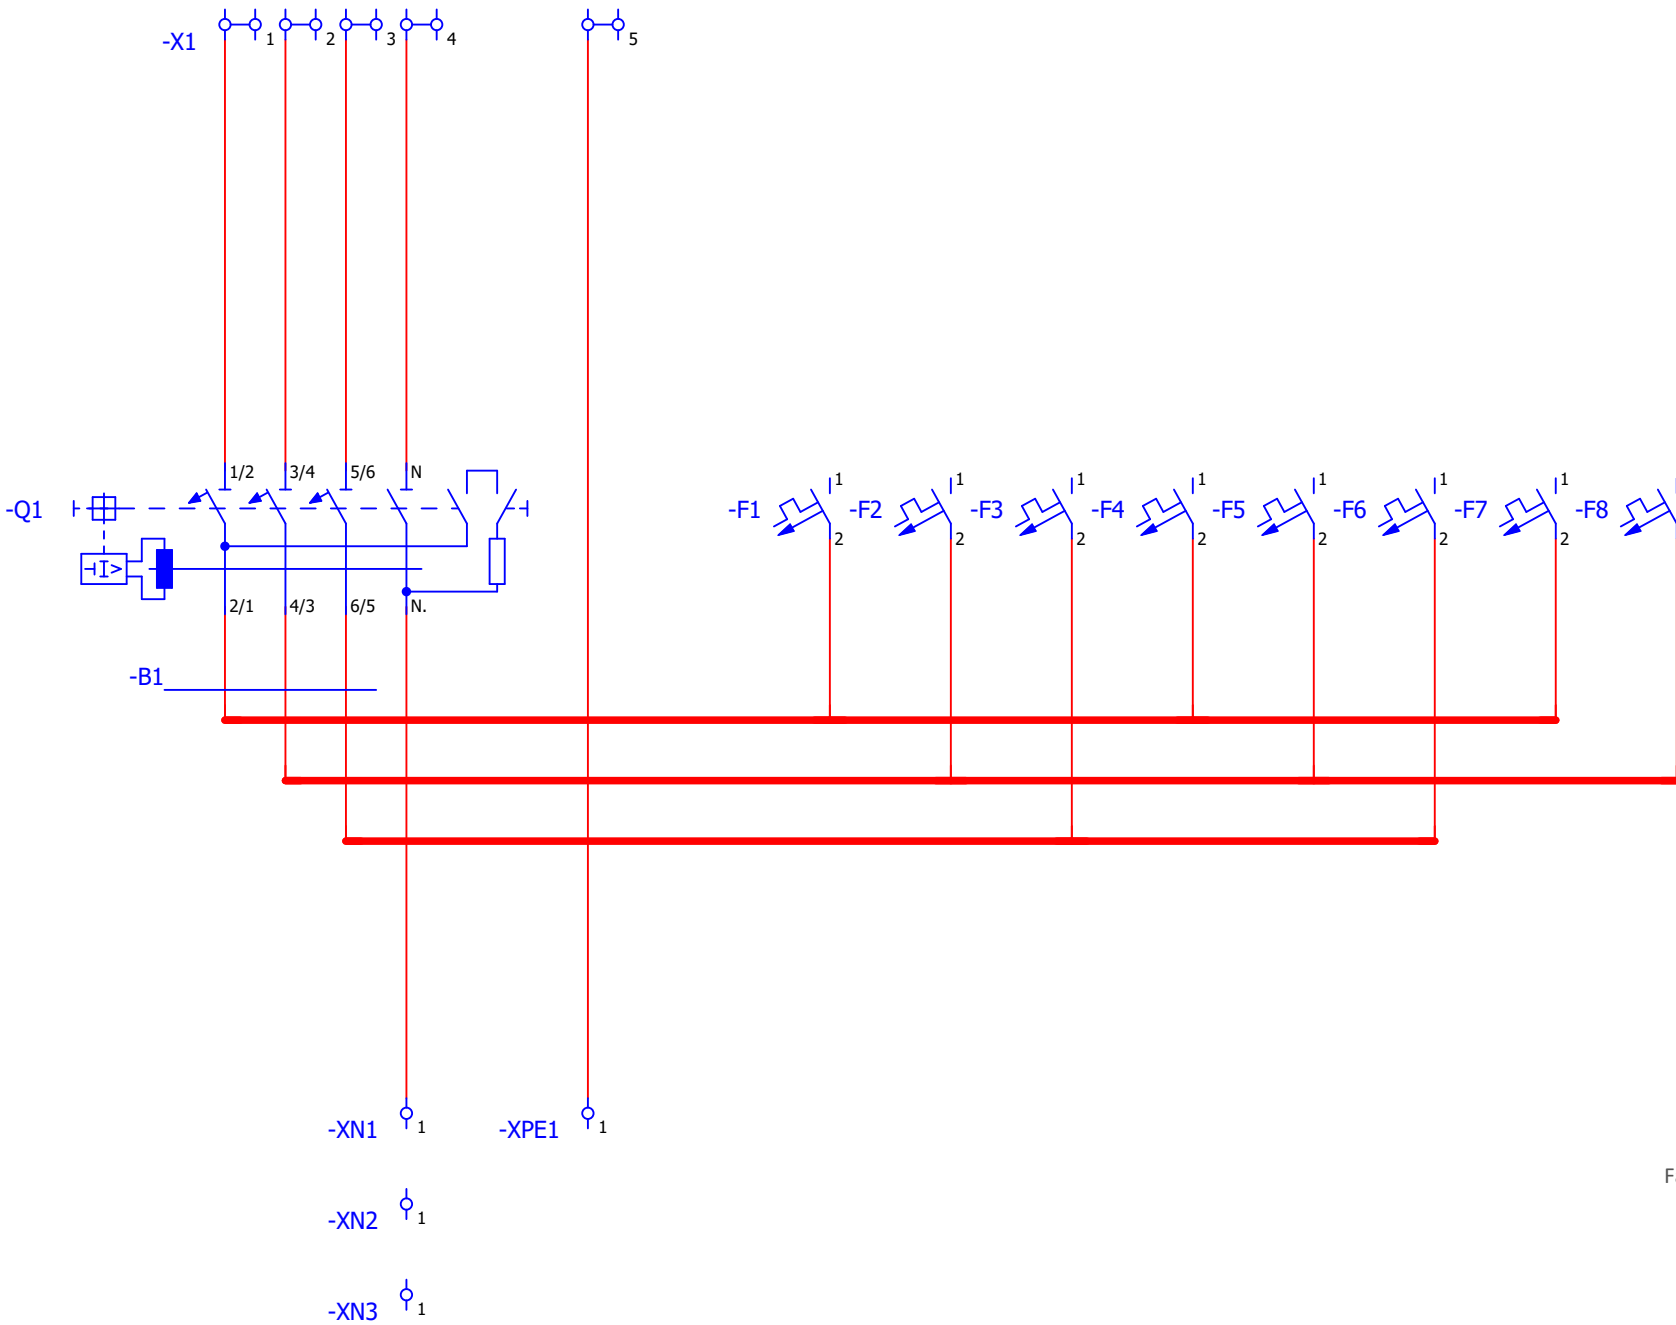 -X1 1 2 3 4 5
1/2 3/4 5/6 N
-Q1
-F1 1 -F2 1 -F3 1 -F4 1 -F5 1 -F6 1 -F7 1 -F8
2 2 2 2 2 2 2
-I>
2/1 4/3 6/5 N.
-B1
-XN1 1 -XPE1 1
-XN2 1
-XN3 1